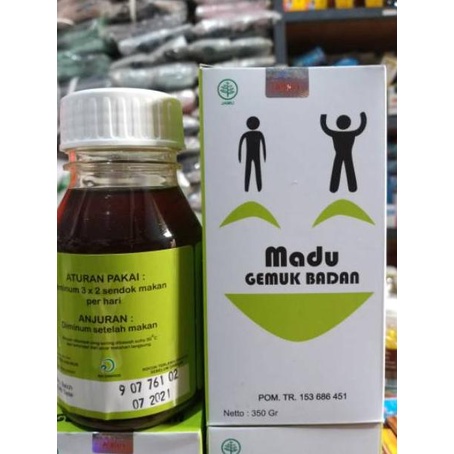 ATURAN PAKAI :
3 x 2 sendok makan
per hari
ANJURAN :
Diminum setelah makan
9 07 761 02
07 2021
JAMU
Madu
GEMUK BADAN
POM. TR. 153 686 451
Netto : 350 Gr